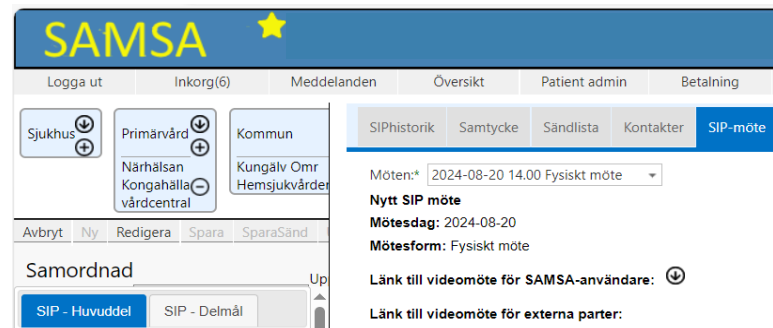 SAMSA
Logga ut Inkorg(6) Meddelanden Översikt Patient admin Betalning
Sjukhus
Primärvård
Närhälsan
Kongahälla
vårdcentral
Kommun
Kungälv Omr
Hemsjukvården
SIPhistorik Samtycke Sändlista Kontakter SIP-möte
Möten:* 2024-08-20 14.00 Fysiskt möte
Nytt SIP möte
Mötesdag: 2024-08-20
Mötesform: Fysiskt möte
Länk till videomöte för SAMSA-användare:
Länk till videomöte för externa parter:
Avbryt Ny Redigera Spara SparaSänd
Samordnad
Upp
SIP - Huvuddel SIP - Delmål